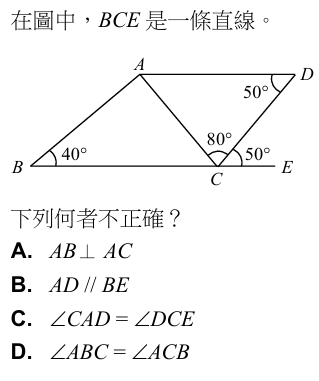 在圖中，BCE 是一條直線。
A
D
50°
80°
B
40°
50°
E
C
下列何者不正確？
A. AB⊥ AC
B. AD // BE
C. ∠CAD = ∠DCE
D. ∠ABC = ∠ACB